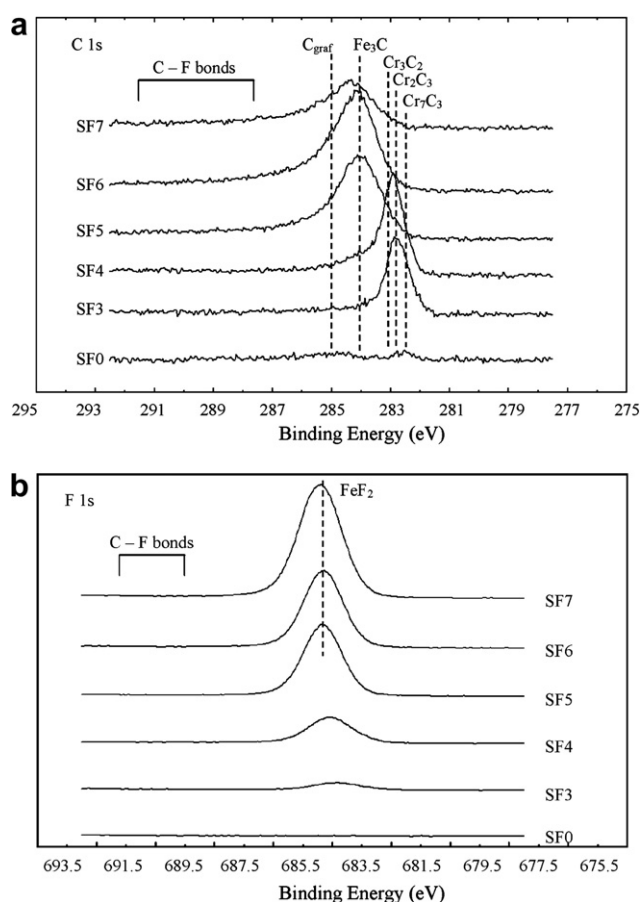 a
C 1s
C – F bonds
Cgraf
Fe3C
Cr3C2
Cr2C3
Cr7C3
SF7
SF6
SF5
SF4
SF3
SF0
295 293 291 289 287 285 283 281 279 277 275
Binding Energy (eV)
b
F 1s
C – F bonds
FeF2
SF7
SF6
SF5
SF4
SF3
SF0
693.5 691.5 689.5 687.5 685.5 683.5 681.5 679.5 677.5 675.5
Binding Energy (eV)